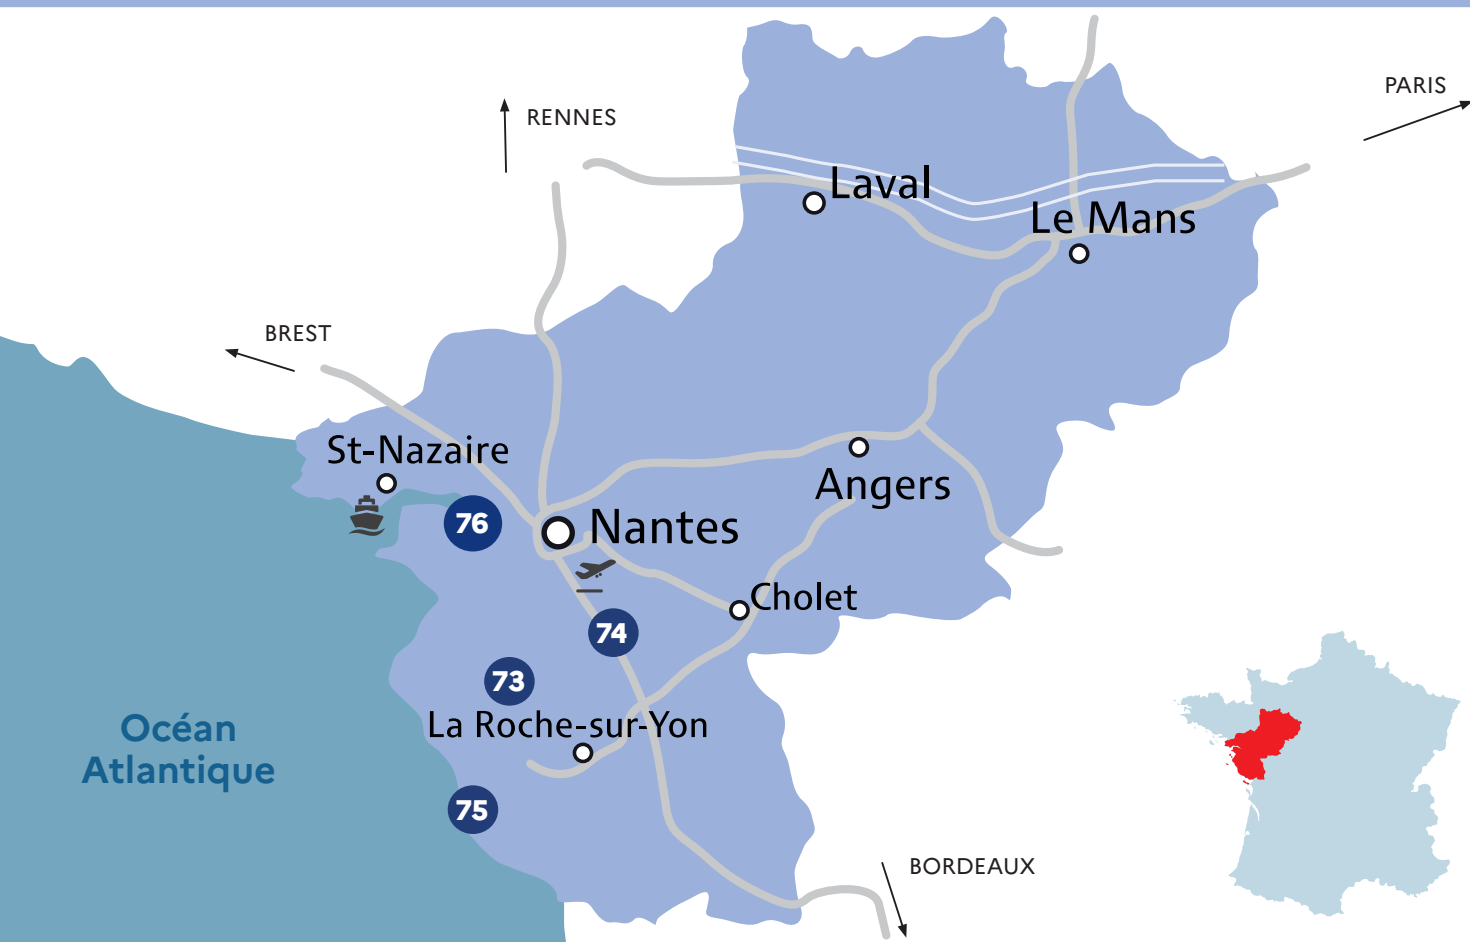 PARIS
RENNES
Laval
Le Mans
BREST
St-Nazaire
Angers
76
Nantes
Cholet
74
73
La Roche-sur-Yon
Océan
Atlantique
75
BORDEAUX